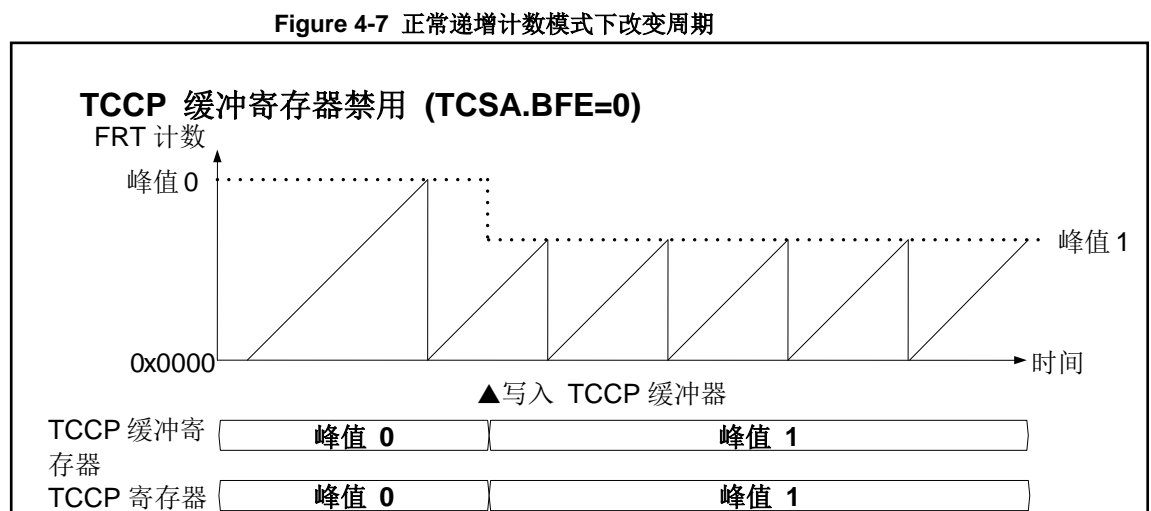 Figure 4-7 正常递增计数模式下改变周期
TCCP 缓冲寄存器禁用 (TCSA.BFE=0)
FRT 计数
峰值 0
峰值 1
0x0000
时间
▲写入 TCCP 缓冲器
TCCP 缓冲寄
存器
峰值 0
峰值 1
TCCP 寄存器
峰值 0
峰值 1